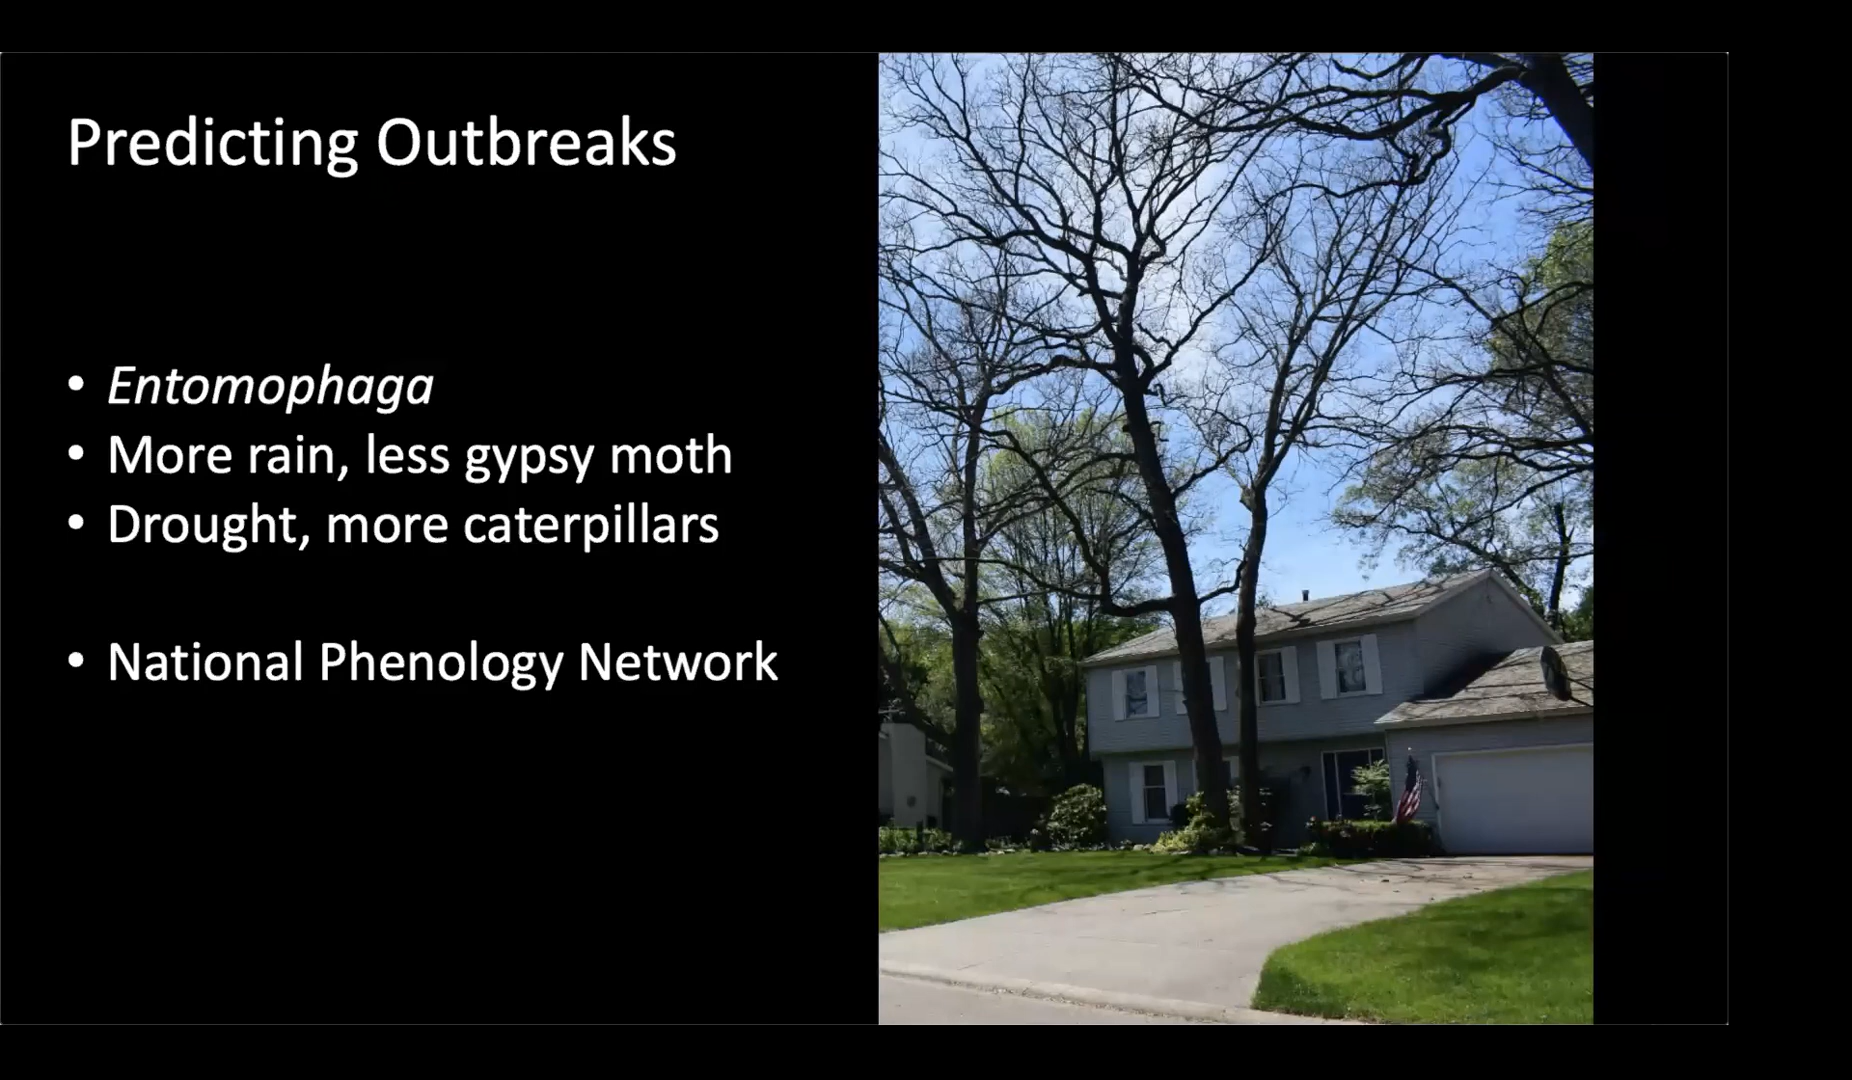 Predicting Outbreaks
• Entomophaga
• More rain, less gypsy moth
• Drought, more caterpillars
• National Phenology Network